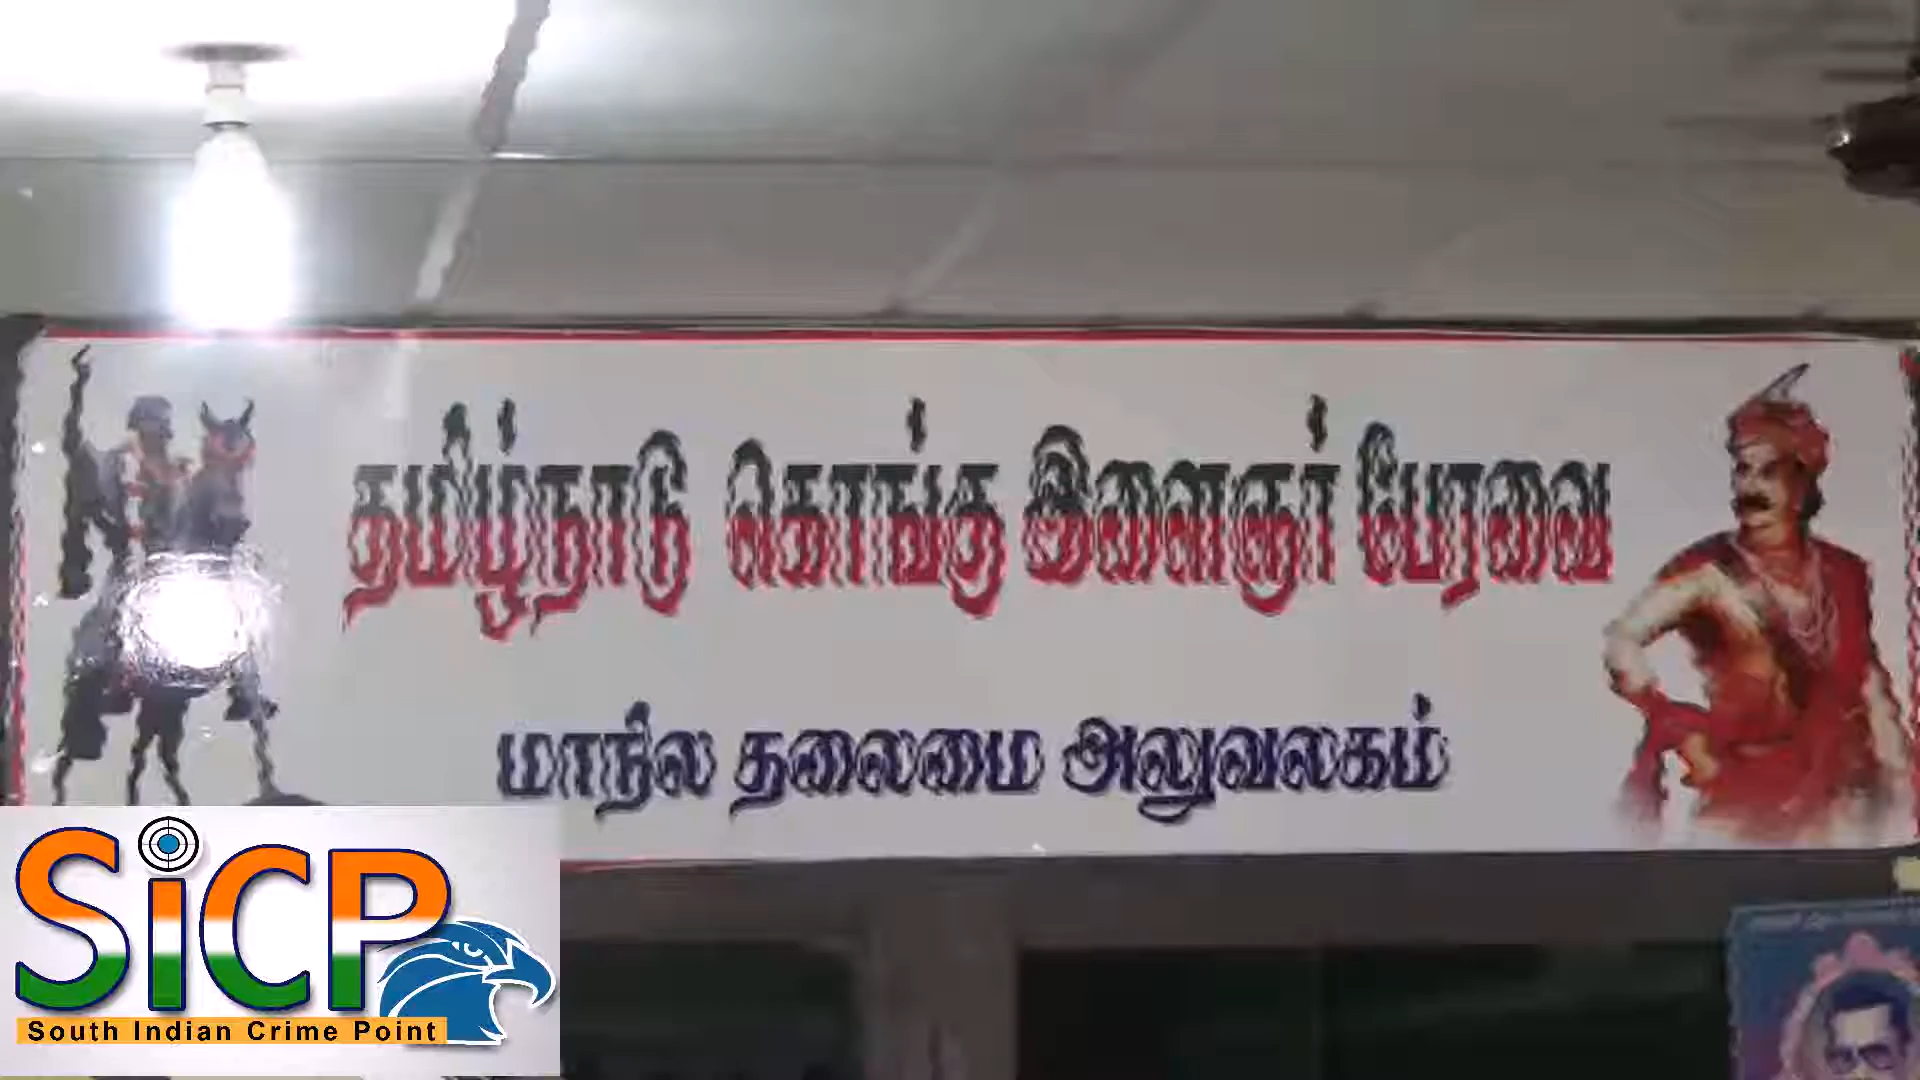 தமிழ்நாடு கொங்கு இளைஞர் பேரவை
மாநில தலைமை அலுவலகம்
SiCP
South Indian Crime Point